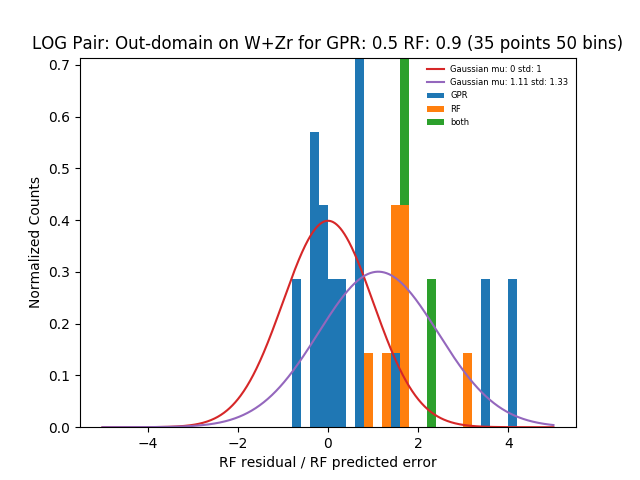 LOG Pair: Out-domain on W+Zr for GPR: 0.5 RF: 0.9 (35 points 50 bins)
Gaussian mu: 0 std: 1
Gaussian mu: 1.11 std: 1.33
GPR
RF
both
Normalized Counts
0.7
0.6
0.5
0.4
0.3
0.2
0.1
0.0
−4
−2
0
2
4
RF residual / RF predicted error